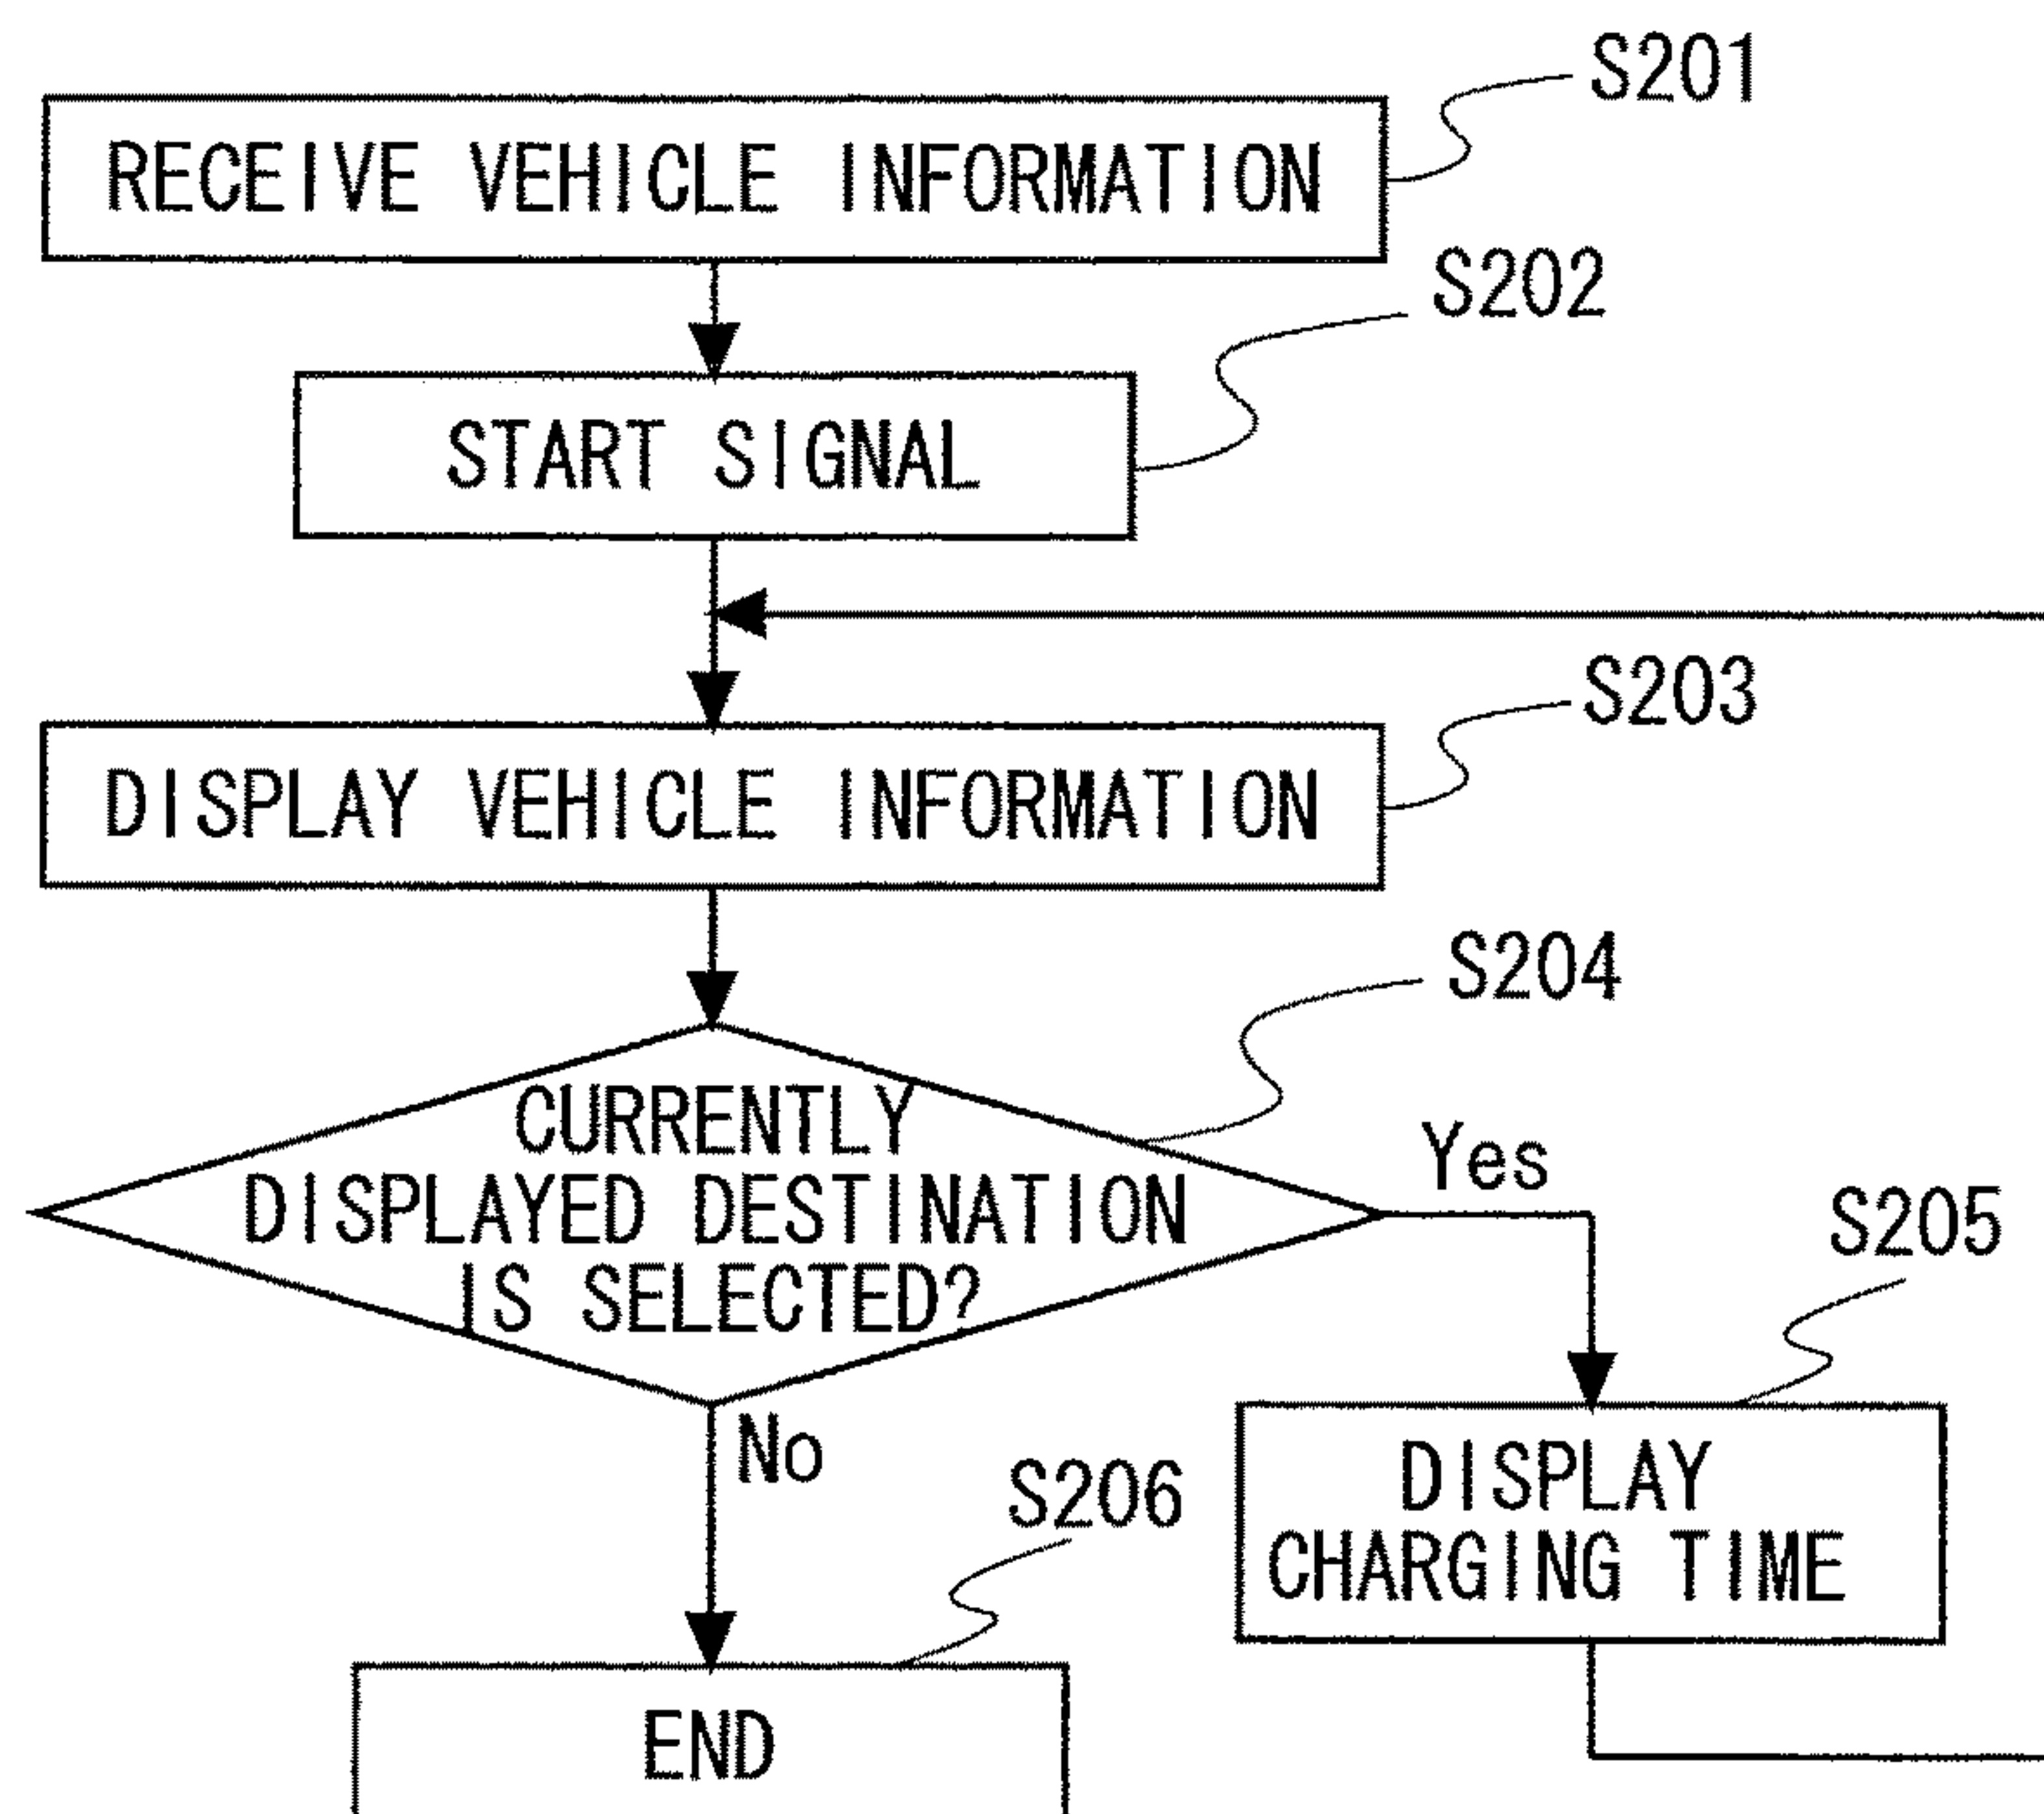 S201
RECEIVE VEHICLE INFORMATION
S202
START SIGNAL
S203
DISPLAY VEHICLE INFORMATION
S204
CURRENTLY
DISPLAYED DESTINATION
IS SELECTED?
Yes
S205
DISPLAY
CHARGING TIME
No
S206
END